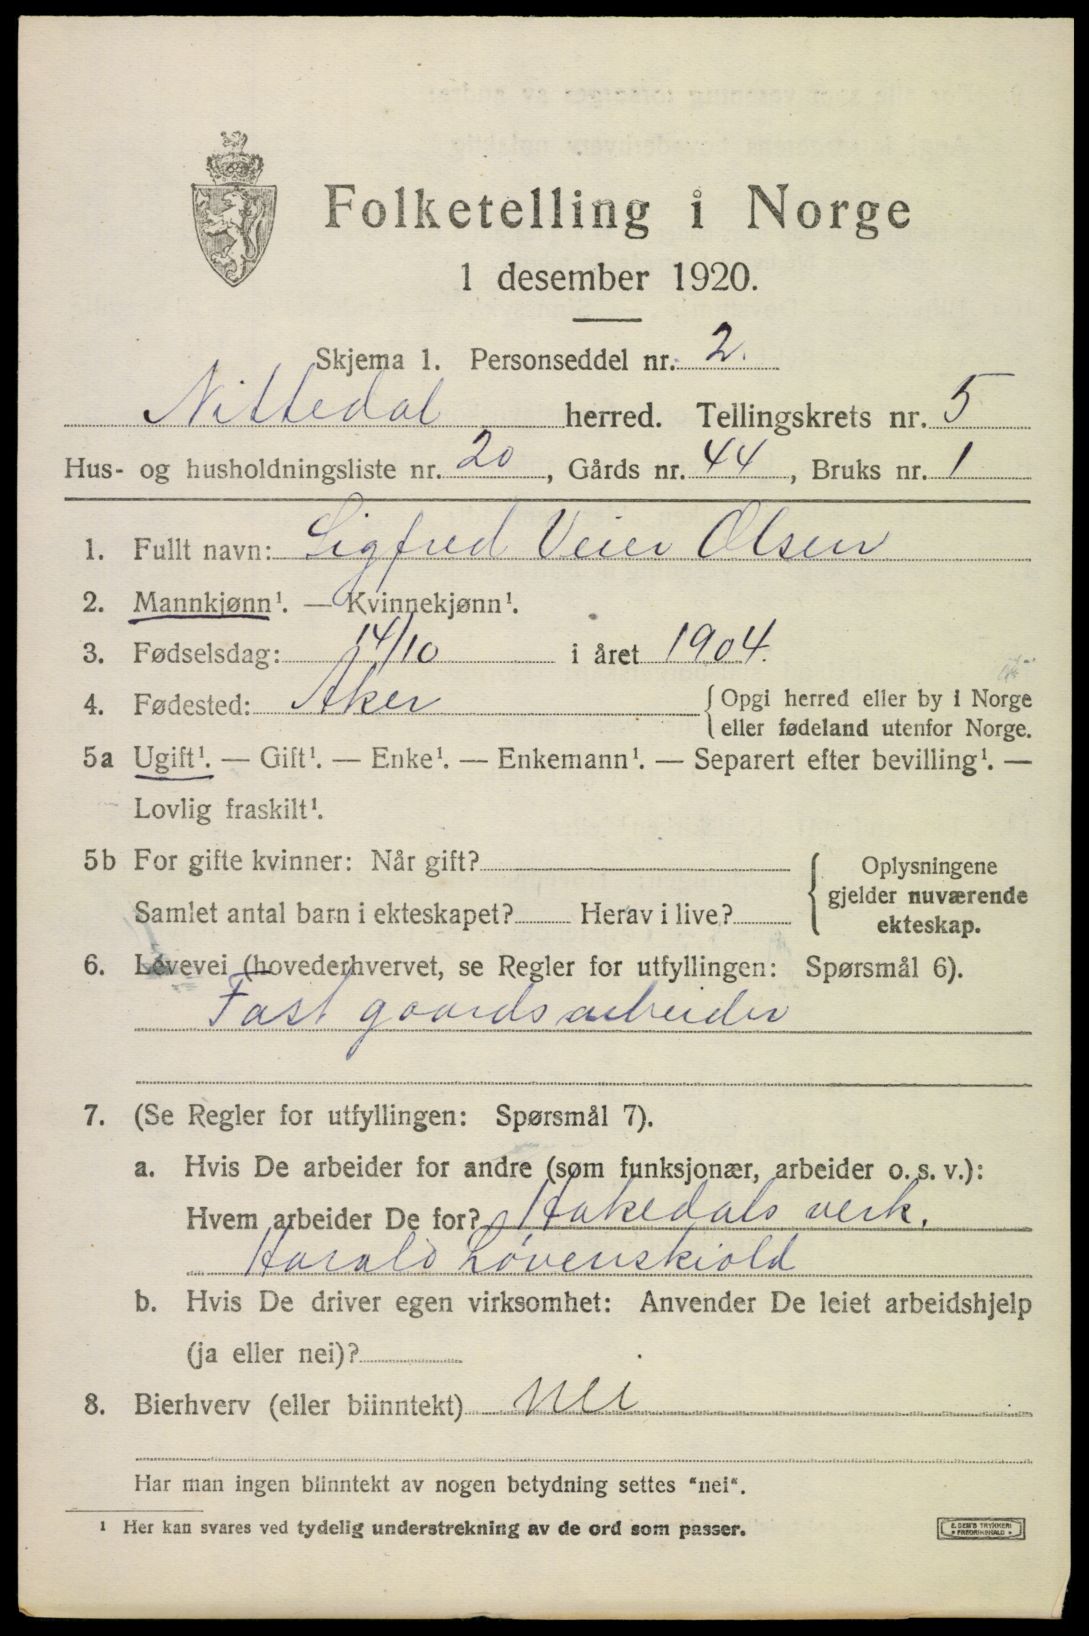 Folketelling i Norge
1 desember 1920.
Skjema 1. Personseddel nr. 2.
Nittedal herred. Tellingskrets nr. 5
Hus- og husholdningsliste nr. 20, Gårds nr. 44, Bruks nr. 1
1. Fullt navn: Sigfred Veier Olsen
2. Mannkjønn¹. — Kvinnekjønn¹.
3. Fødselsdag: 14/10 i året 1904.
4. Fødested: Aker { Opgi herred eller by i Norge
eller fødeland utenfor Norge.
5a Ugift¹. — Gift¹. — Enke¹. — Enkemann¹. — Separert efter bevilling¹. —
Lovlig fraskilt¹.
5b For gifte kvinner: Når gift?
Samlet antal barn i ekteskapet? Herav i live?
{ Oplysningene
gjelder nuværende
ekteskap.
6. Levevei (hovederhvervet, se Regler for utfyllingen: Spørsmål 6).
Fast gaardsarbeider
7. (Se Regler for utfyllingen: Spørsmål 7).
a. Hvis De arbeider for andre (som funksjonær, arbeider o. s. v.):
Hvem arbeider De for? Hakedals verk.
Harald Løvenskiold
b. Hvis De driver egen virksomhet: Anvender De leiet arbeidshjelp
(ja eller nei)?
8. Bierhverv (eller biinntekt) nei
Har man ingen biinntekt av nogen betydning settes "nei".
¹ Her kan svares ved tydelig understrekning av de ord som passer.
E. SEM'S TRYKKERI
• FREDRIKSHALD •